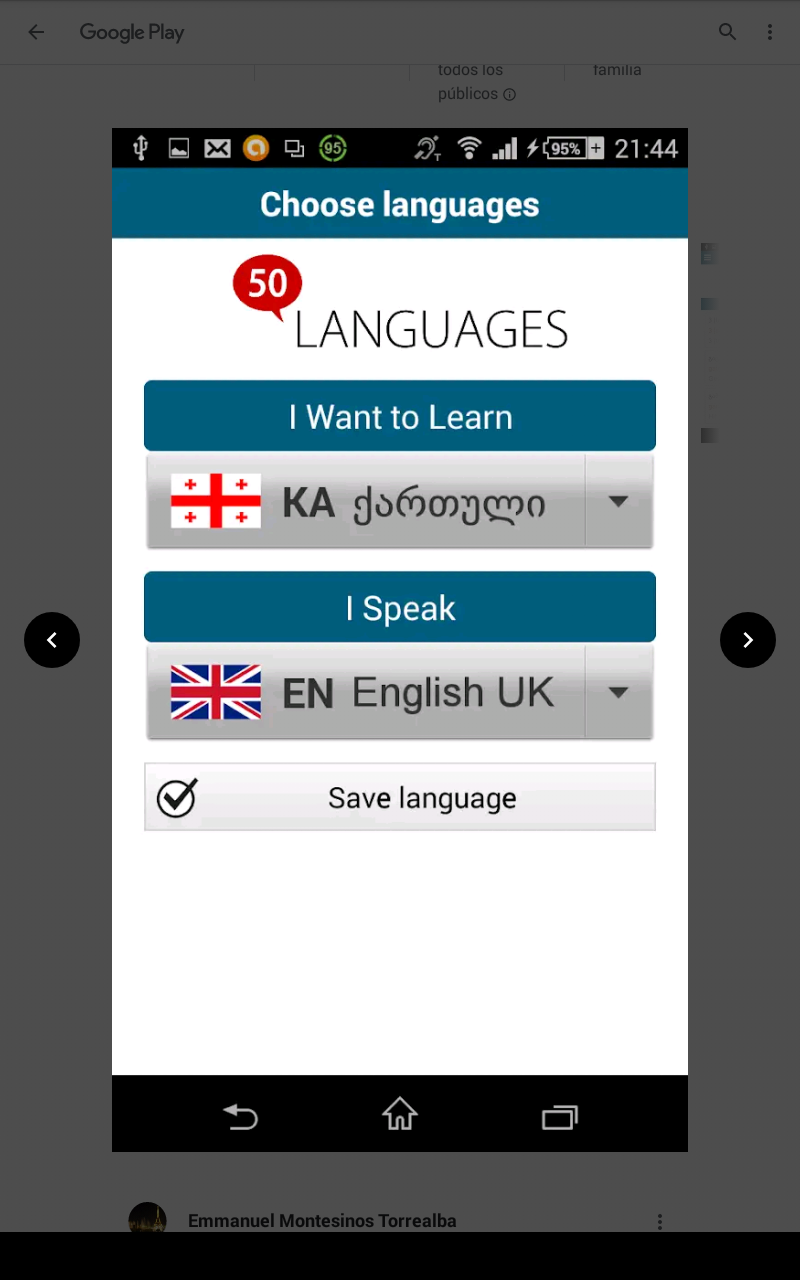 Google Play
todos los
públicos
familia
95
95%
21:44
Choose languages
50
LANGUAGES
I Want to Learn
KA ქართული
I Speak
EN English UK
Save language
Emmanuel Montesinos Torrealba